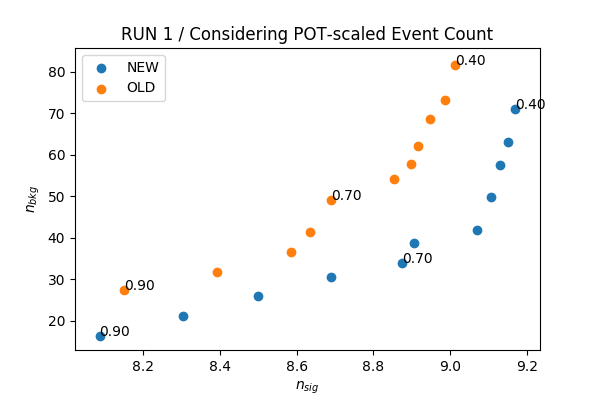 RUN 1 / Considering POT-scaled Event Count
NEW
OLD
0.40
0.40
0.70
0.70
0.90
0.90
80
70
60
50
40
30
20
n_bkg
8.2 8.4 8.6 8.8 9.0 9.2
n_sig